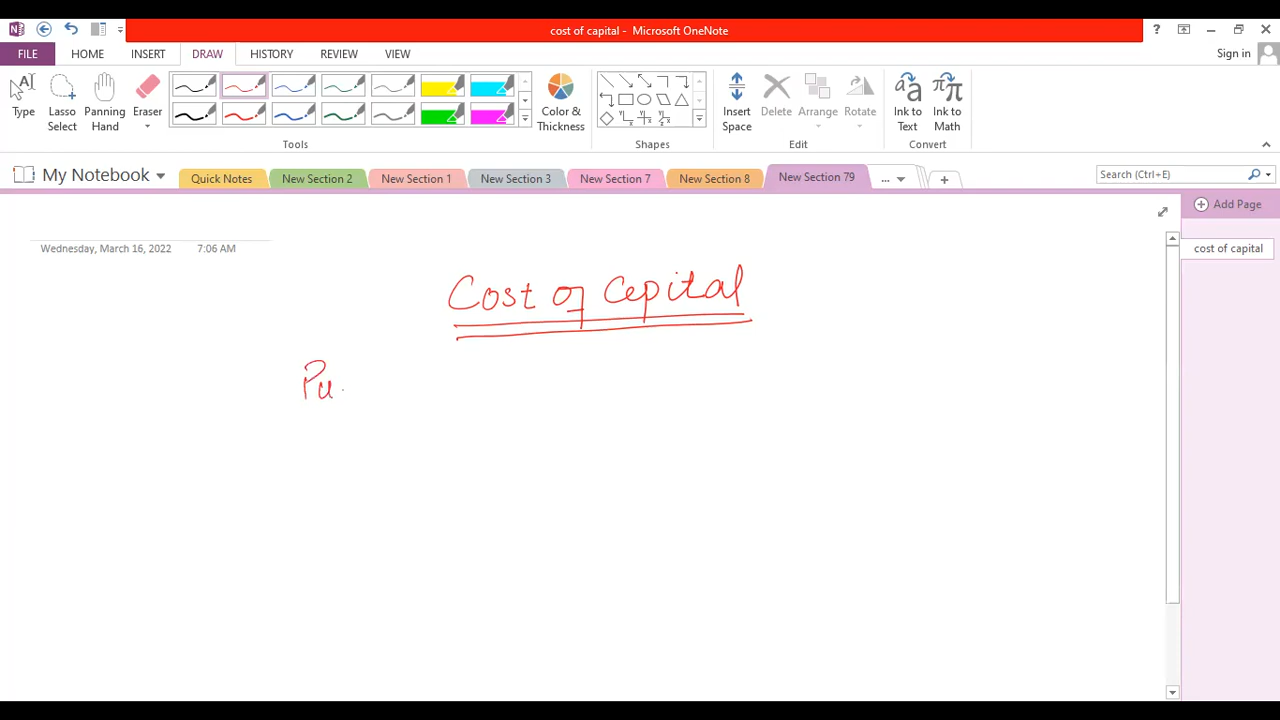 cost of capital - Microsoft OneNote
?
FILE HOME INSERT DRAW HISTORY REVIEW VIEW
Sign in
Type
Lasso Select
Panning Hand
Eraser
Color & Thickness
Insert Space
Delete
Arrange
Rotate
Ink to Text
Ink to Math
Tools
Shapes
Edit
Convert
My Notebook
Quick Notes
New Section 2
New Section 1
New Section 3
New Section 7
New Section 8
New Section 79
...
Search (Ctrl+E)
Add Page
cost of capital
Wednesday, March 16, 2022 7:06 AM
Cost of Cepital
Pu